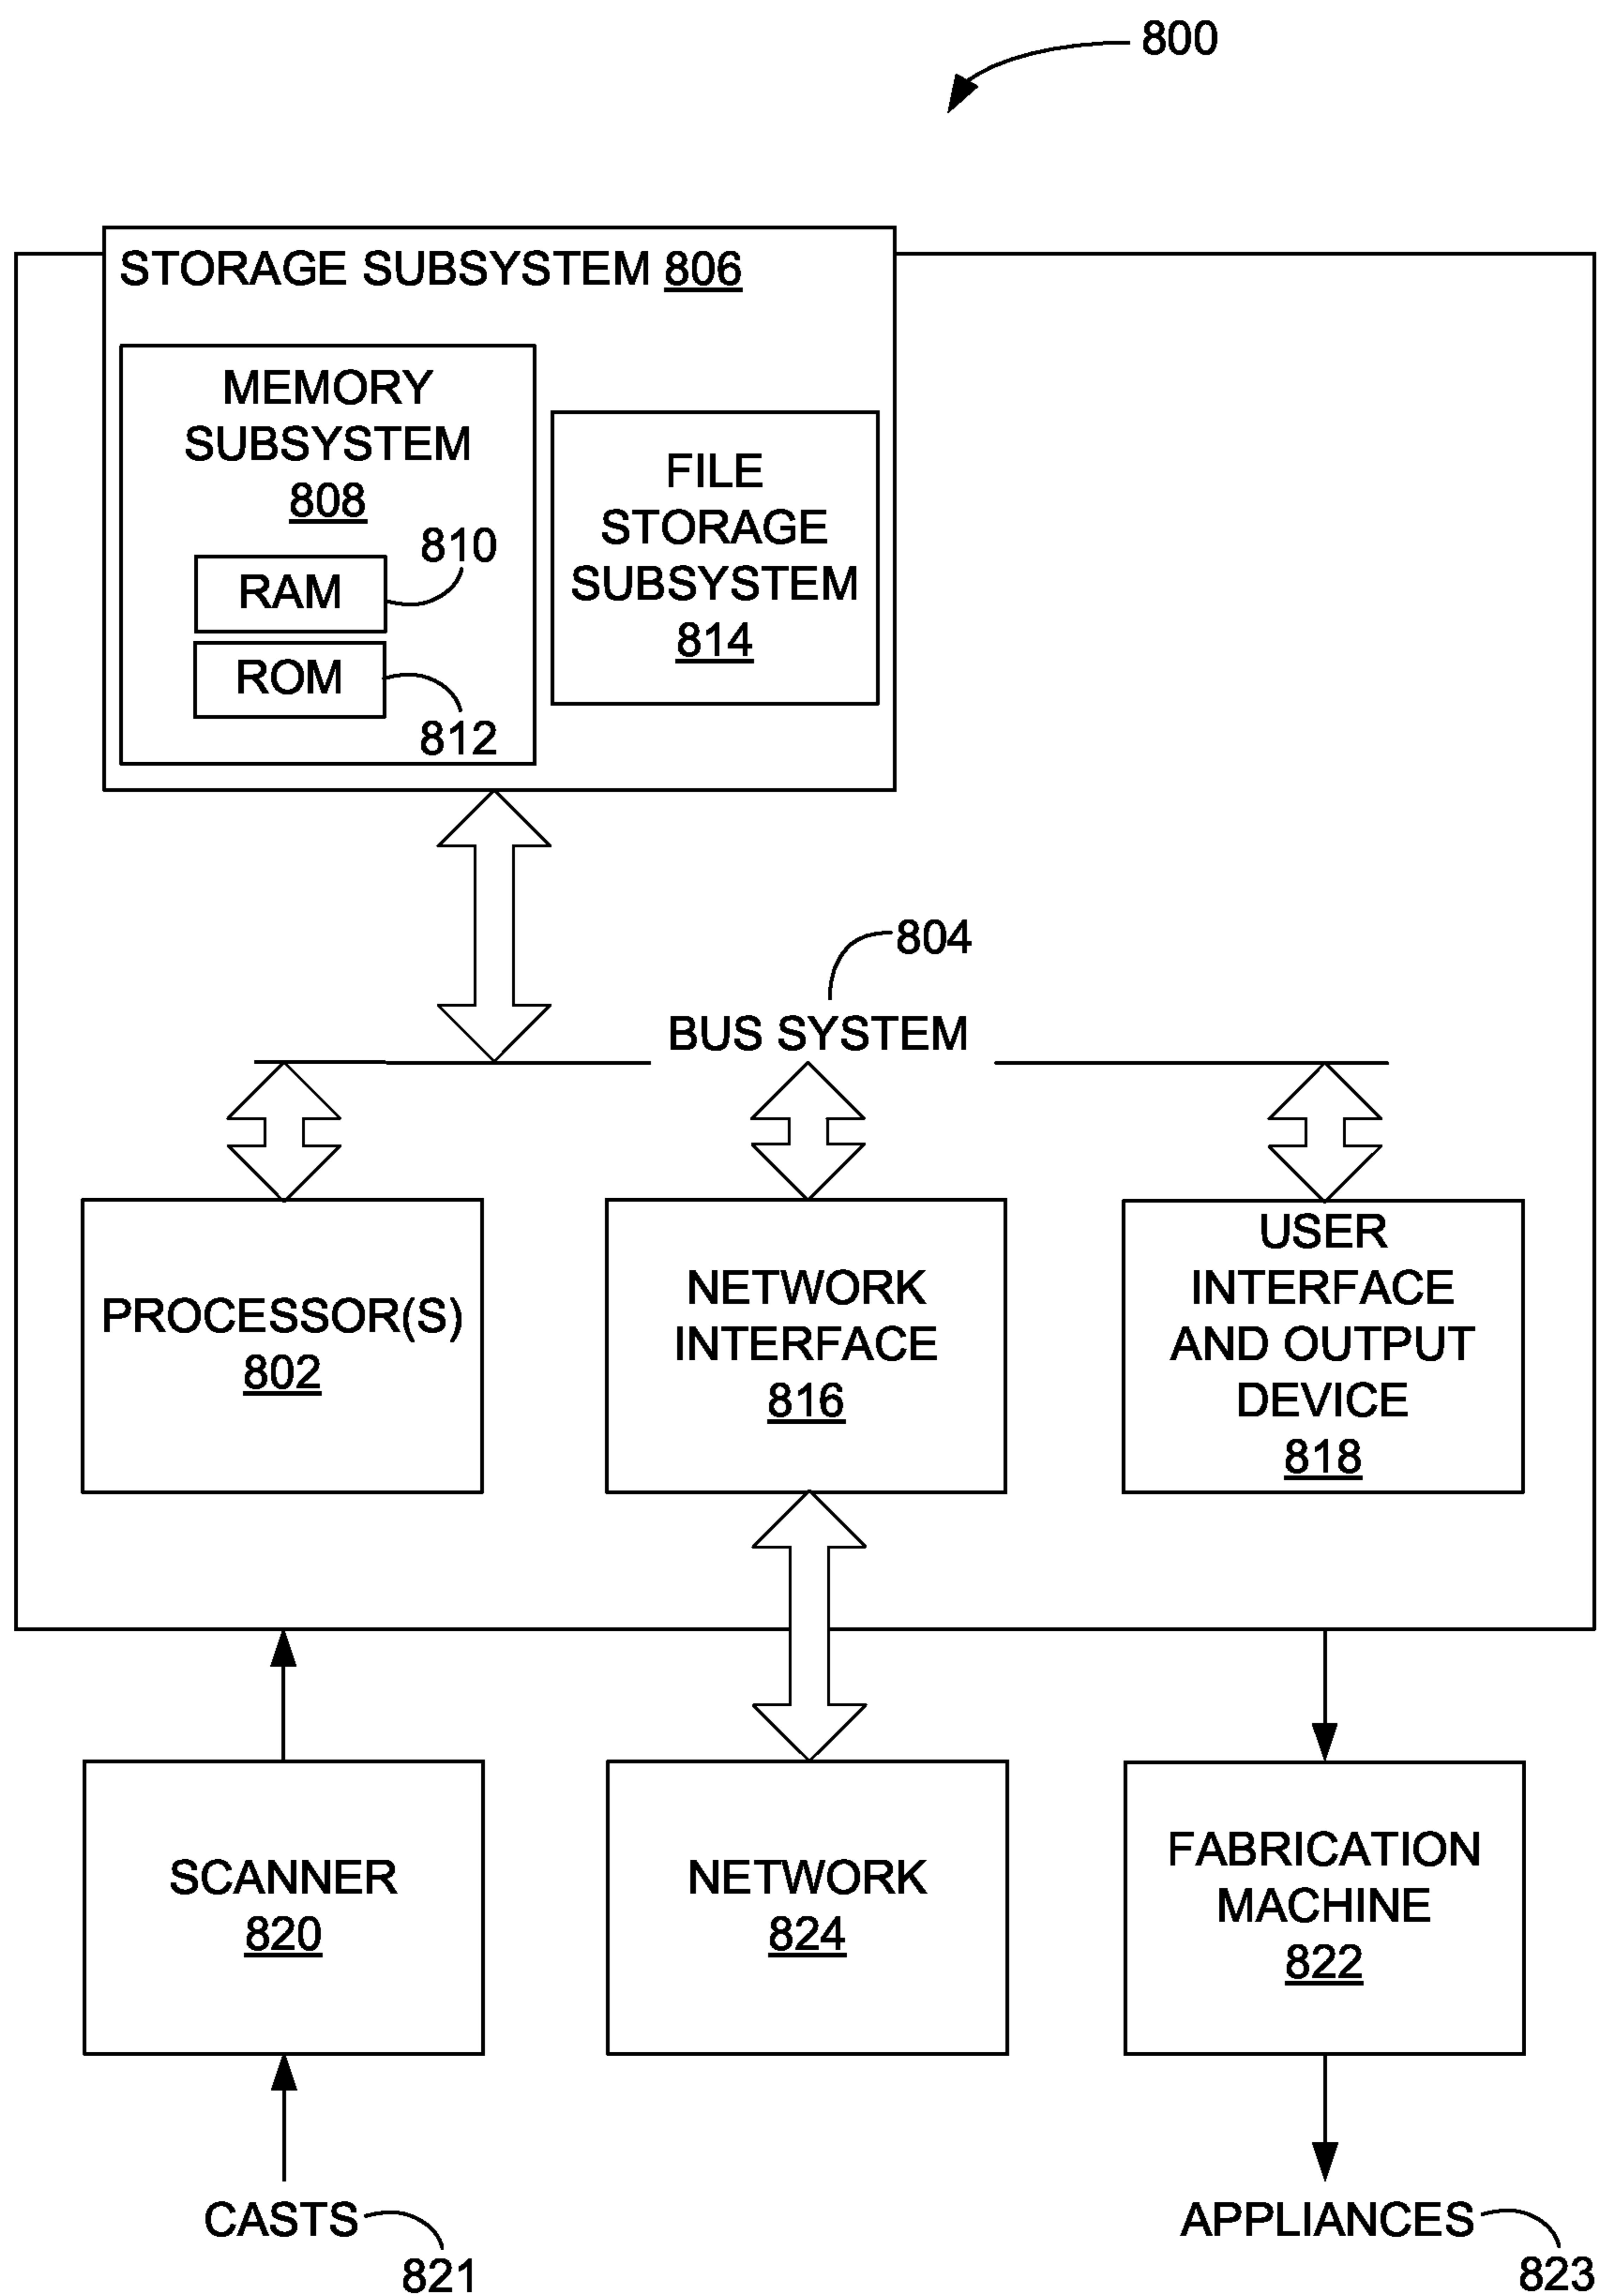 800
STORAGE SUBSYSTEM 806
MEMORY
SUBSYSTEM
808
810
RAM
ROM
812
FILE
STORAGE
SUBSYSTEM
814
804
BUS SYSTEM
PROCESSOR(S)
802
NETWORK
INTERFACE
816
USER
INTERFACE
AND OUTPUT
DEVICE
818
SCANNER
820
NETWORK
824
FABRICATION
MACHINE
822
CASTS
821
APPLIANCES
823